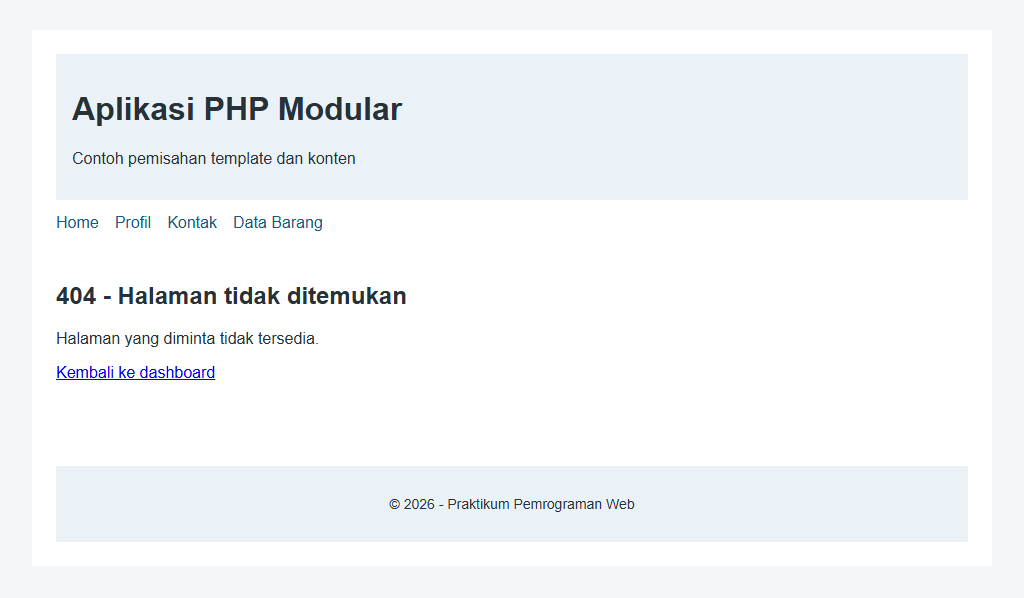 Aplikasi PHP Modular
Contoh pemisahan template dan konten
Home Profil Kontak Data Barang
404 - Halaman tidak ditemukan
Halaman yang diminta tidak tersedia.
Kembali ke dashboard
© 2026 - Praktikum Pemrograman Web